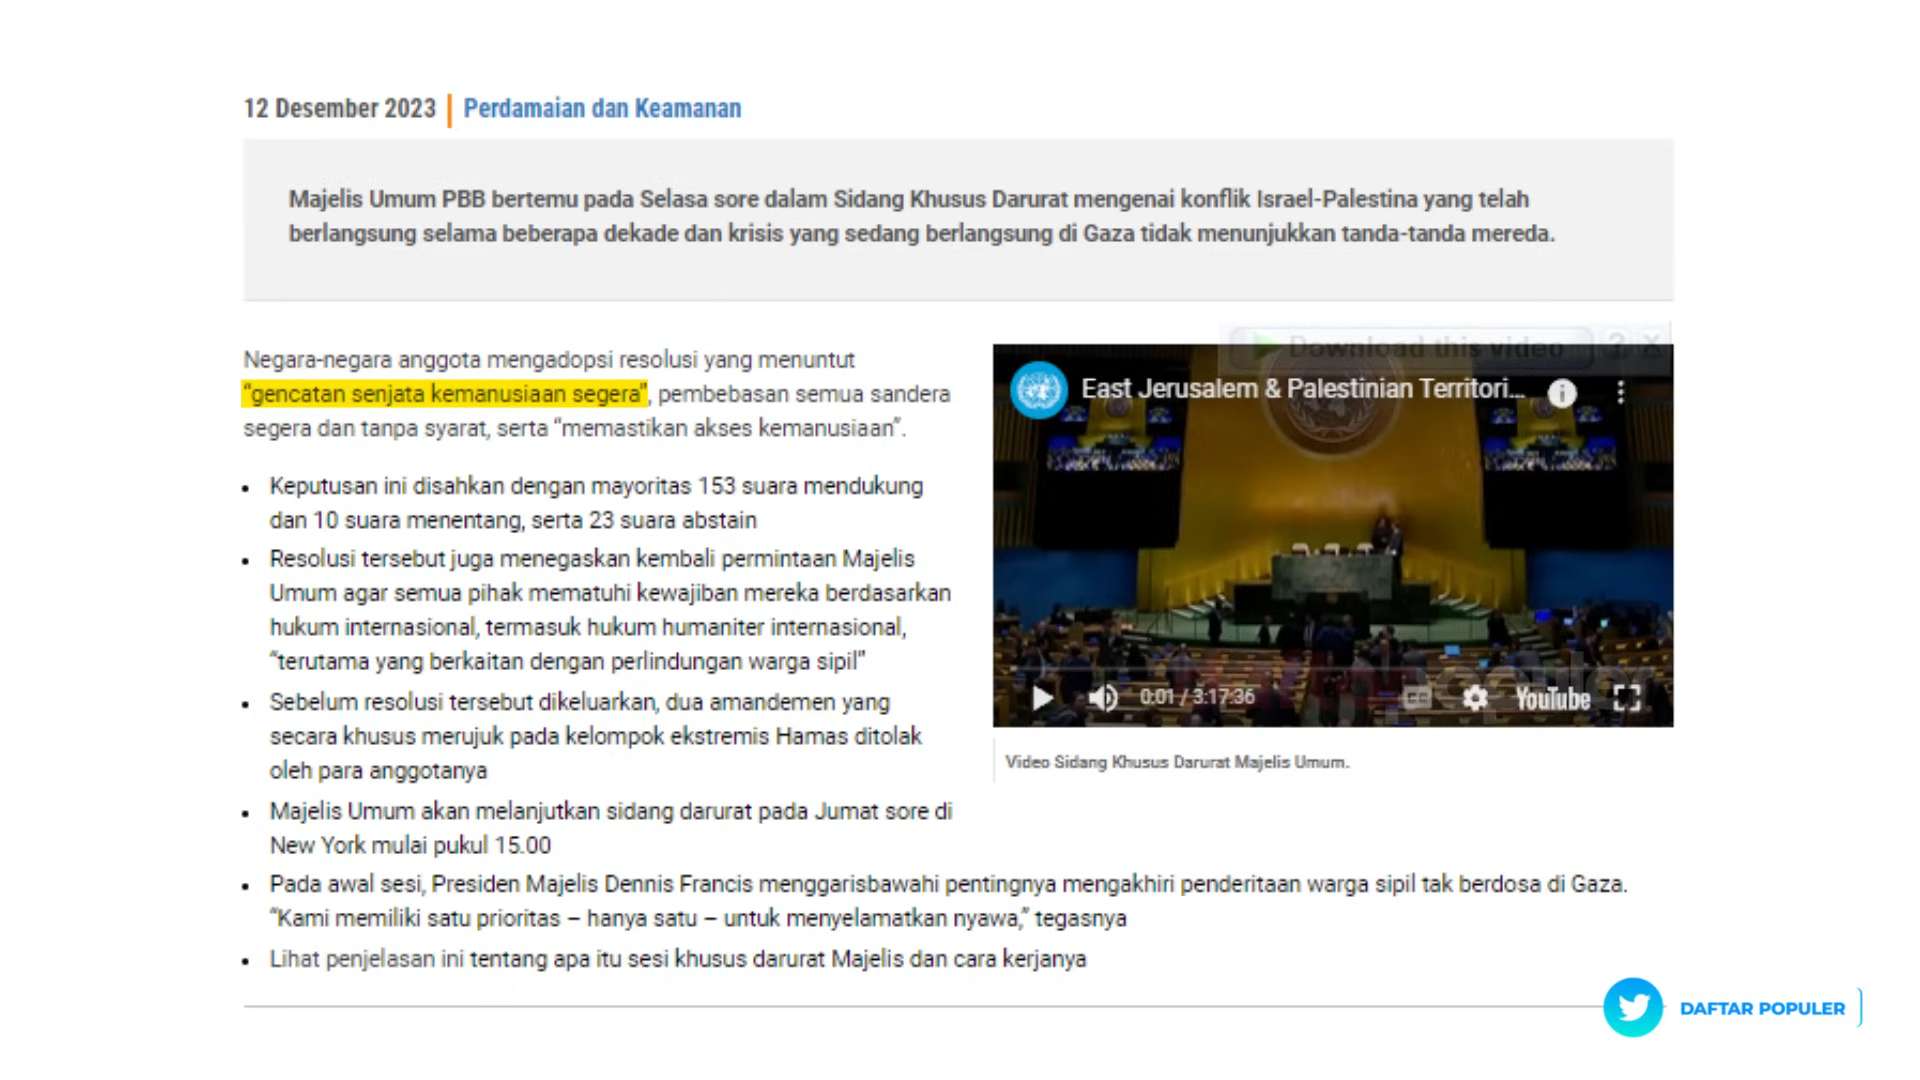 12 Desember 2023 | Perdamaian dan Keamanan
Majelis Umum PBB bertemu pada Selasa sore dalam Sidang Khusus Darurat mengenai konflik Israel-Palestina yang telah
berlangsung selama beberapa dekade dan krisis yang sedang berlangsung di Gaza tidak menunjukkan tanda-tanda mereda.
Negara-negara anggota mengadopsi resolusi yang menuntut
“gencatan senjata kemanusiaan segera”, pembebasan semua sandera
segera dan tanpa syarat, serta “memastikan akses kemanusiaan”.
• Keputusan ini disahkan dengan mayoritas 153 suara mendukung
dan 10 suara menentang, serta 23 suara abstain
• Resolusi tersebut juga menegaskan kembali permintaan Majelis
Umum agar semua pihak mematuhi kewajiban mereka berdasarkan
hukum internasional, termasuk hukum humaniter internasional,
“terutama yang berkaitan dengan perlindungan warga sipil”
• Sebelum resolusi tersebut dikeluarkan, dua amandemen yang
secara khusus merujuk pada kelompok ekstremis Hamas ditolak
oleh para anggotanya
• Majelis Umum akan melanjutkan sidang darurat pada Jumat sore di
New York mulai pukul 15.00
• Pada awal sesi, Presiden Majelis Dennis Francis menggarisbawahi pentingnya mengakhiri penderitaan warga sipil tak berdosa di Gaza.
“Kami memiliki satu prioritas – hanya satu – untuk menyelamatkan nyawa,” tegasnya
• Lihat penjelasan ini tentang apa itu sesi khusus darurat Majelis dan cara kerjanya
Download this video ? X
East Jerusalem & Palestinian Territori...
0:01 / 3:17:36
CC
YouTube
populer
Video Sidang Khusus Darurat Majelis Umum.
DAFTAR POPULER